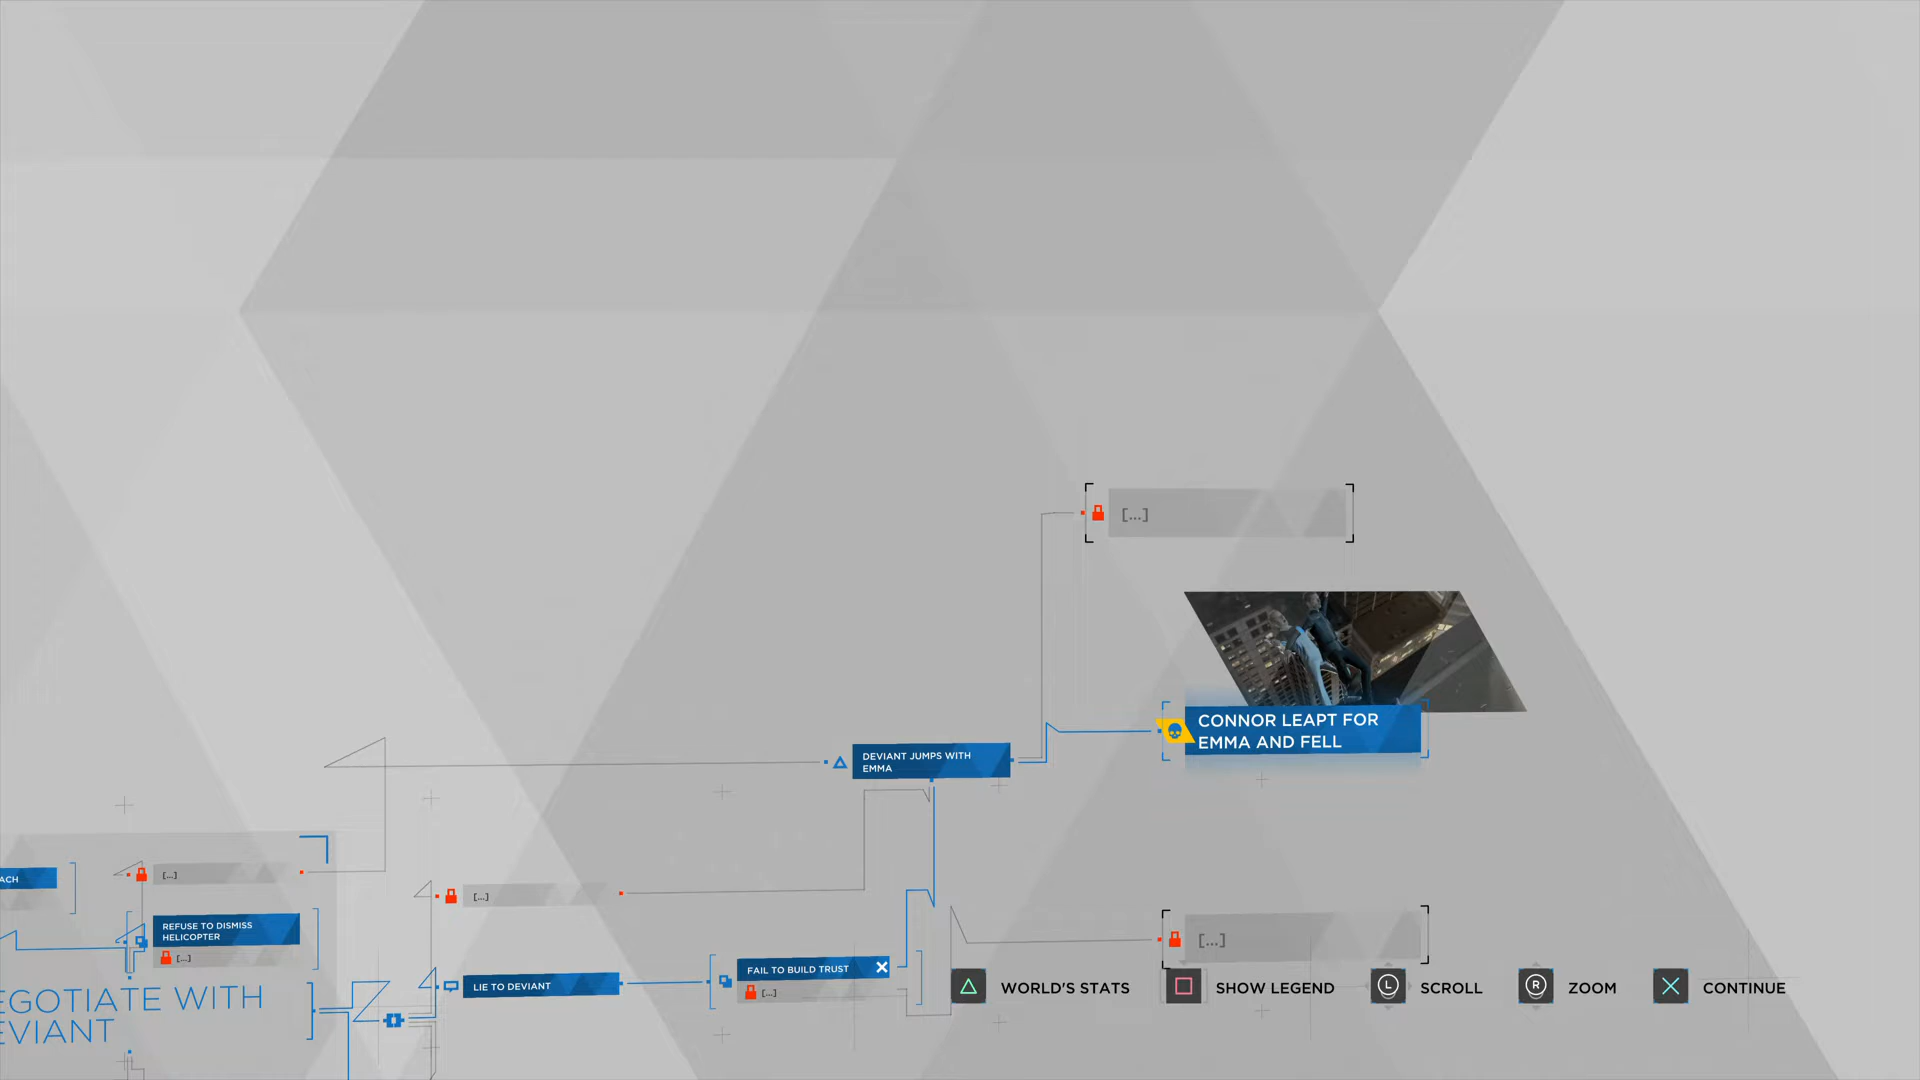 [...]
CONNOR LEAPT FOR
EMMA AND FELL
DEVIANT JUMPS WITH
EMMA
ACH
[...]
[...]
REFUSE TO DISMISS
HELICOPTER
[...]
[...]
FAIL TO BUILD TRUST
[...]
LIE TO DEVIANT
EGOTIATE WITH
EVIANT
WORLD'S STATS
SHOW LEGEND
L
SCROLL
R
ZOOM
CONTINUE